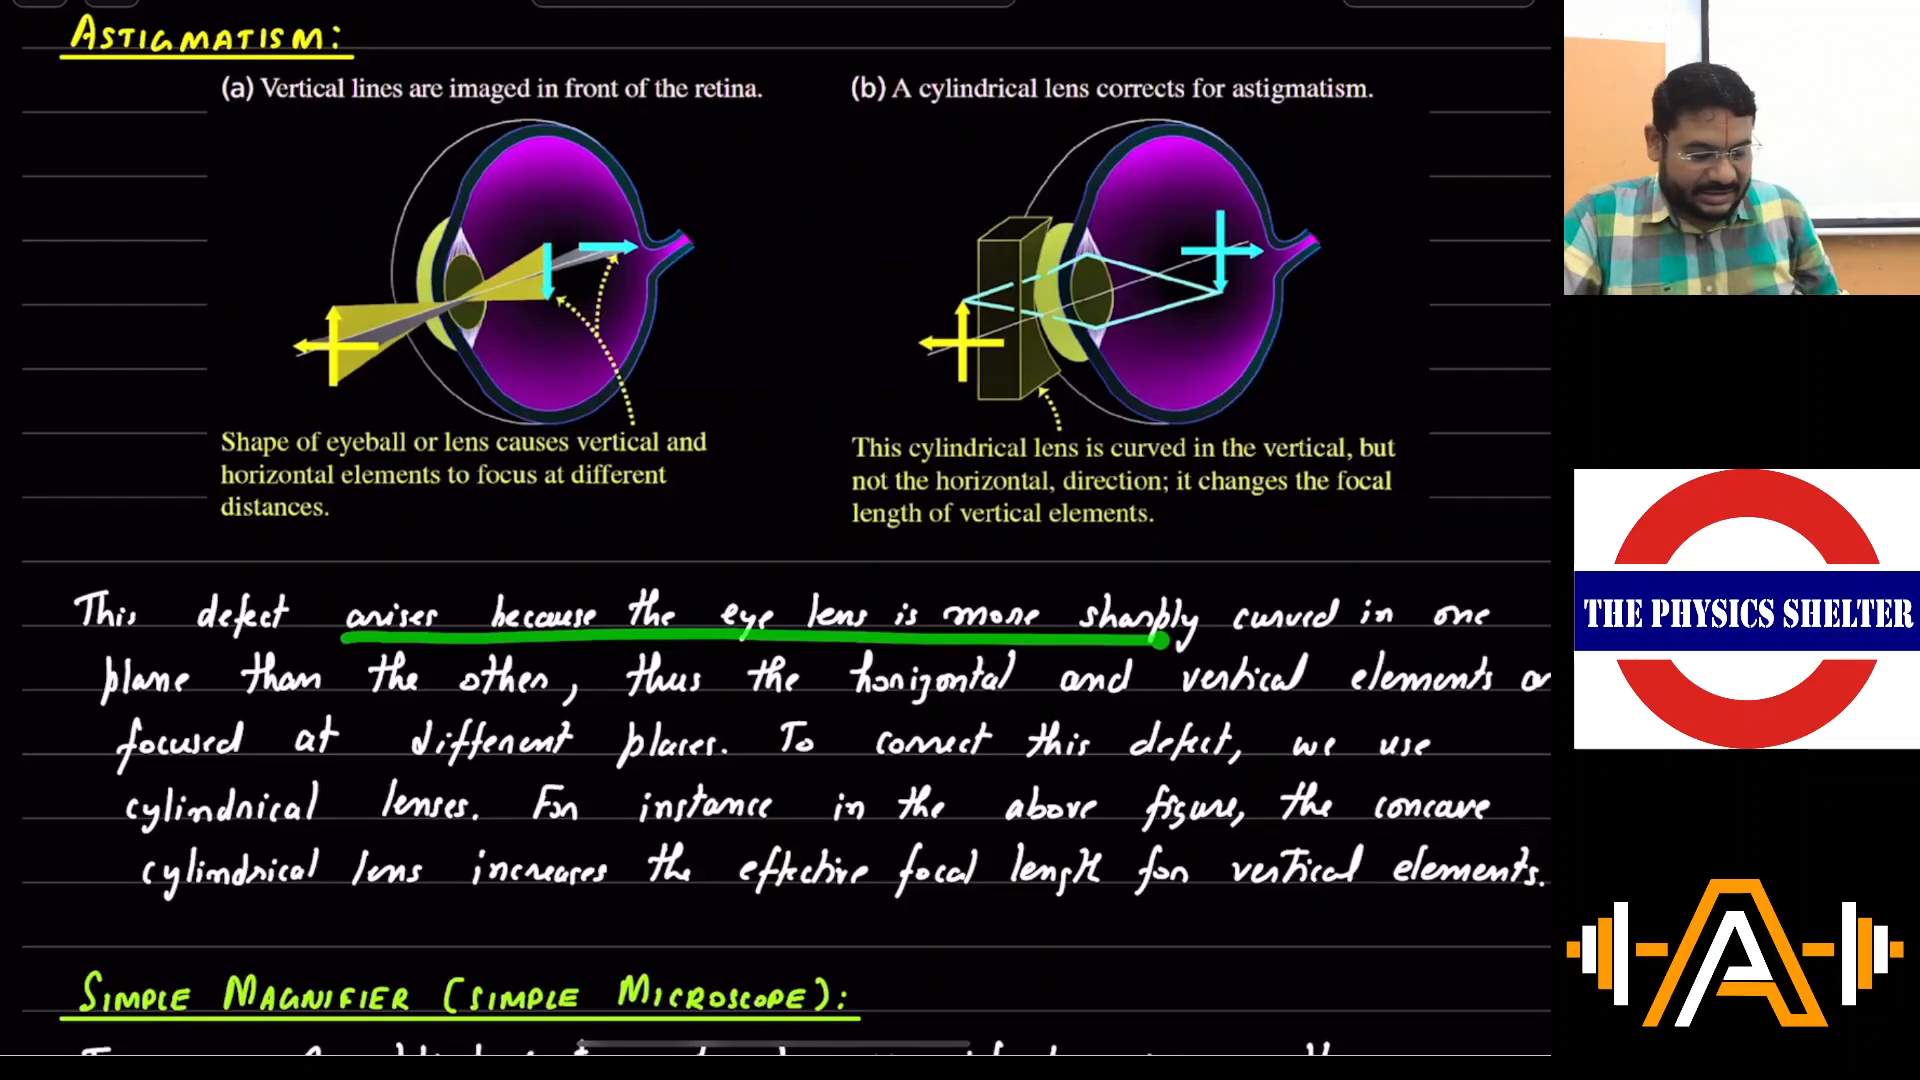 ASTIGMATISM:
(a) Vertical lines are imaged in front of the retina.
(b) A cylindrical lens corrects for astigmatism.
Shape of eyeball or lens causes vertical and
horizontal elements to focus at different
distances.
This cylindrical lens is curved in the vertical, but
not the horizontal, direction; it changes the focal
length of vertical elements.
This defect arises because the eye lens is more sharply curved in one
plane than the other, thus the horizontal and vertical elements
focused at different places. To correct this defect, we use
cylindrical lenses. For instance in the above figure, the concave
cylindrical lens increases the effective focal length for vertical elements.
SIMPLE MAGNIFIER (SIMPLE MICROSCOPE):
THE PHYSICS SHELTER